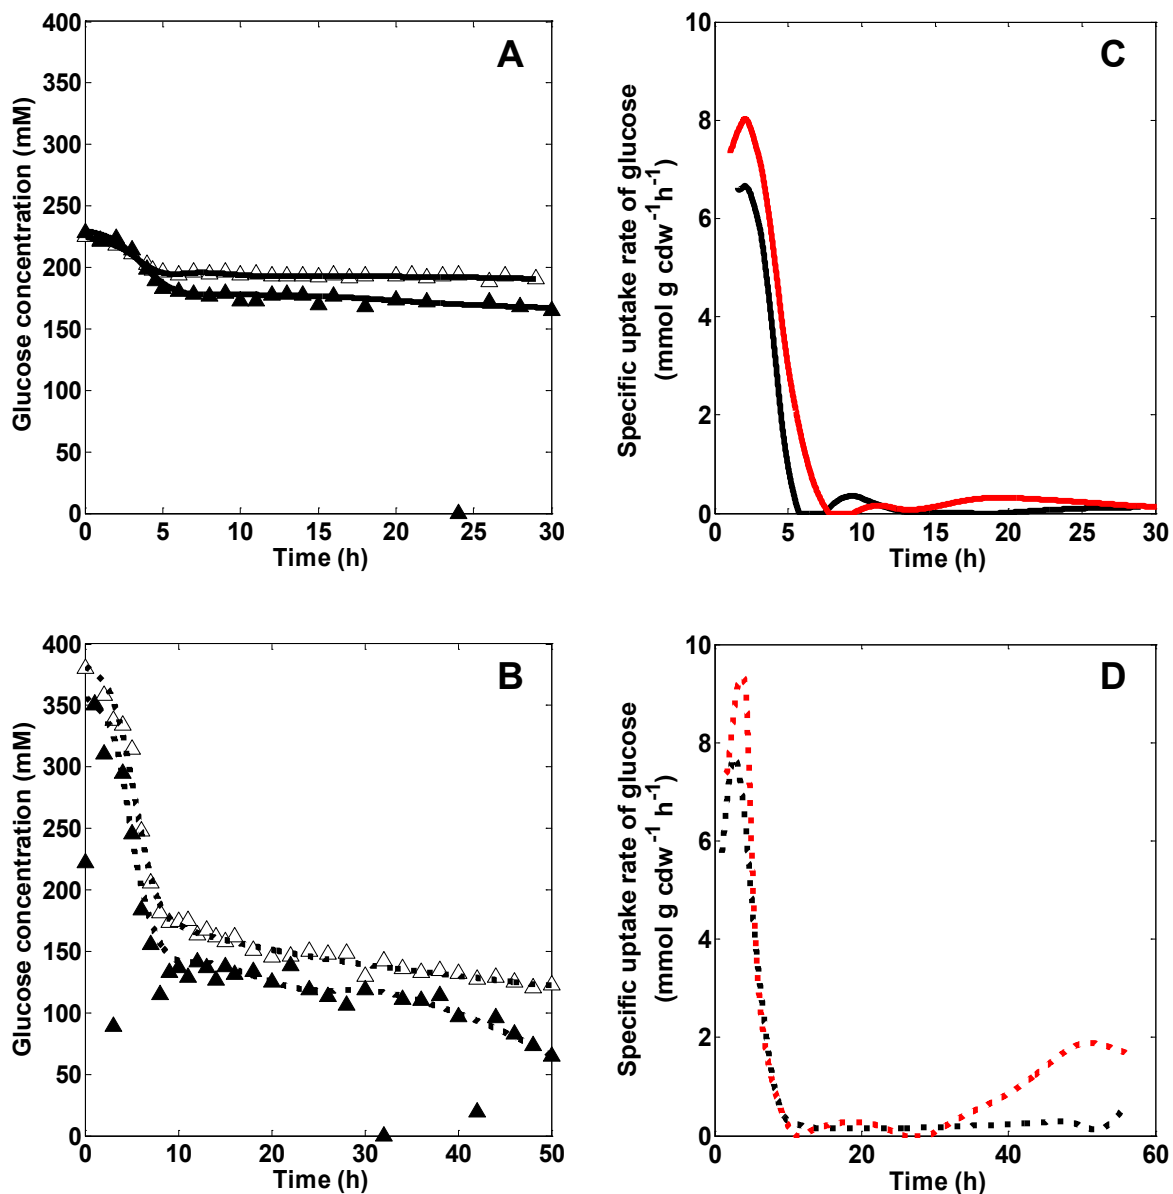 A
Glucose concentration (mM)
400
350
300
250
200
150
100
50
0
0 5 10 15 20 25 30
Time (h)
C
Specific uptake rate of glucose
(mmol g cdw⁻¹h⁻¹)
10
8
6
4
2
0
0 5 10 15 20 25 30
Time (h)
B
Glucose concentration (mM)
400
350
300
250
200
150
100
50
0
0 10 20 30 40 50
Time (h)
D
Specific uptake rate of glucose
(mmol g cdw⁻¹ h⁻¹)
10
8
6
4
2
0
0 20 40 60
Time (h)